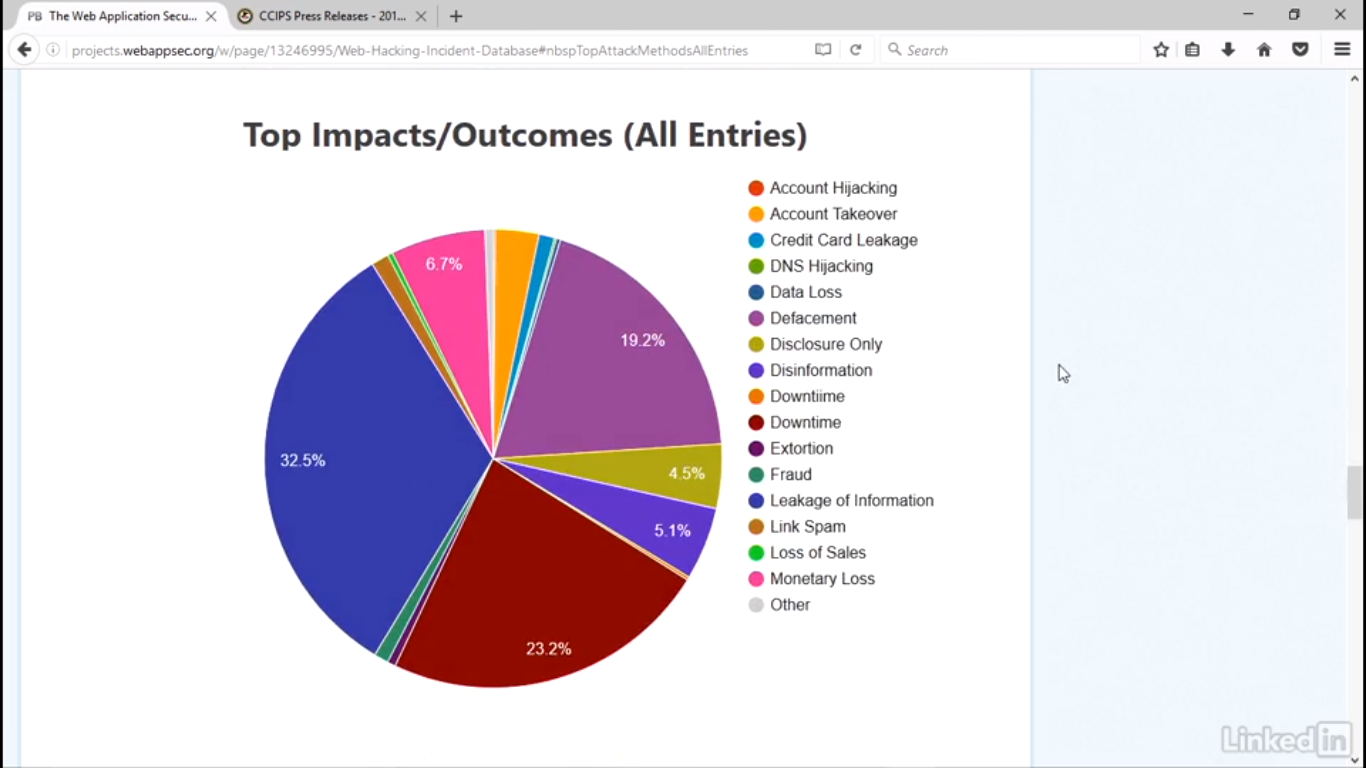 PB The Web Application Secu...
CCIPS Press Releases - 201...
projects.webappsec.org/w/page/13246995/Web-Hacking-Incident-Database#nbspTopAttackMethodsAllEntries
Search
Top Impacts/Outcomes (All Entries)
Account Hijacking
Account Takeover
Credit Card Leakage
DNS Hijacking
Data Loss
Defacement
Disclosure Only
Disinformation
Downtiime
Downtime
Extortion
Fraud
Leakage of Information
Link Spam
Loss of Sales
Monetary Loss
Other
6.7%
19.2%
32.5%
4.5%
5.1%
23.2%
Linked in